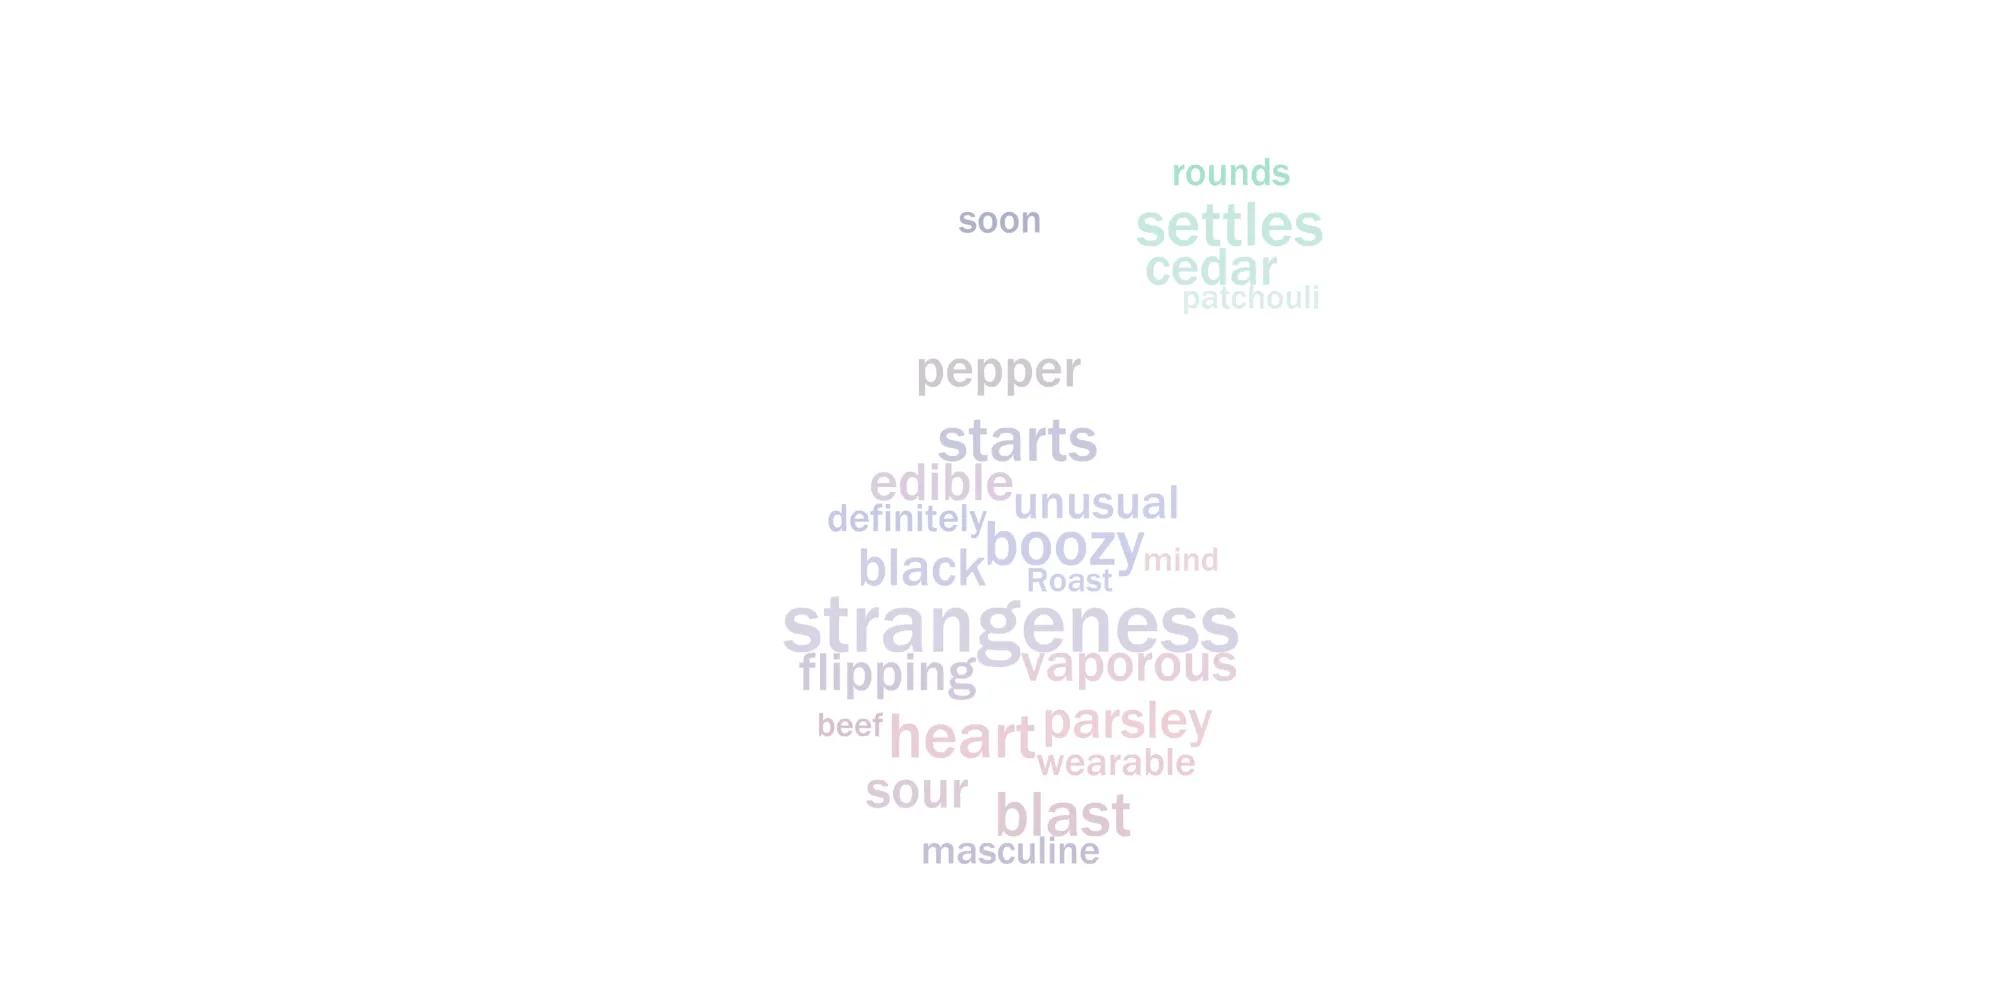 rounds
soon
settles
cedar
patchouli
pepper
starts
edible
unusual
definitely
boozy
black
mind
Roast
strangeness
flipping
vaporous
beef
heart
parsley
wearable
sour
blast
masculine